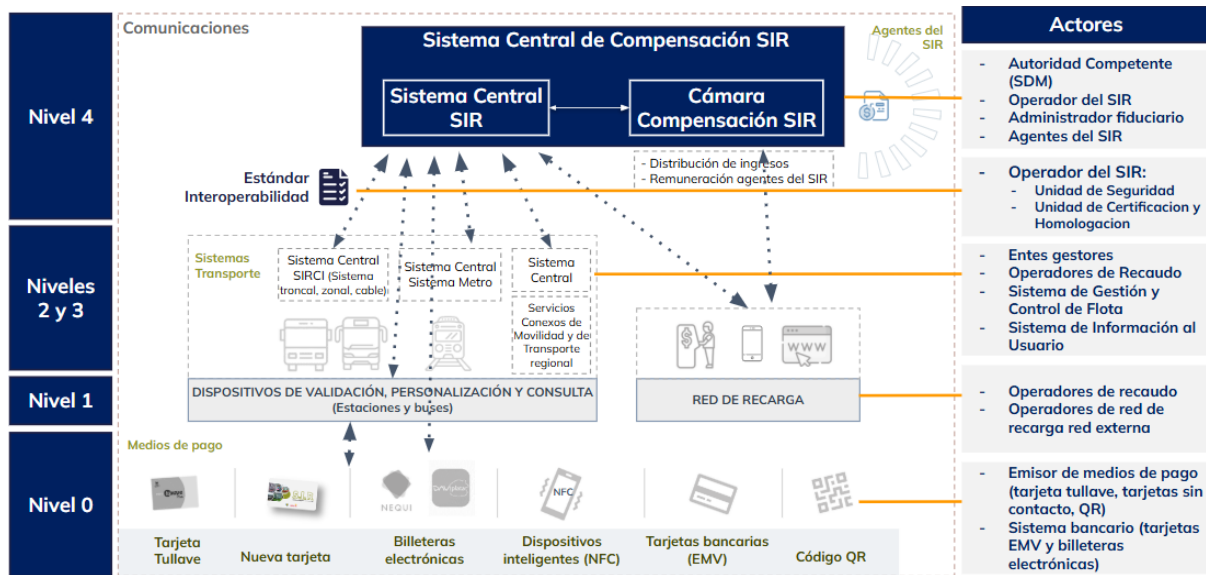 Comunicaciones
Agentes del
SIR
Actores
Nivel 4
Sistema Central de Compensación SIR
Sistema Central
SIR
Cámara
Compensación SIR
- Distribución de ingresos
- Remuneración agentes del SIR
Estándar
Interoperabilidad
- Autoridad Competente
(SDM)
- Operador del SIR
- Administrador fiduciario
- Agentes del SIR
- Operador del SIR:
- Unidad de Seguridad
- Unidad de Certificacion y
Homologacion
Niveles
2 y 3
Sistemas
Transporte
Sistema Central
SIRCI (Sistema
troncal, zonal, cable)
Sistema Central
Sistema Metro
Sistema
Central
Servicios
Conexos de
Movilidad y de
Transporte
regional
WWW
- Entes gestores
- Operadores de Recaudo
- Sistema de Gestión y
Control de Flota
- Sistema de Información al
Usuario
Nivel 1
DISPOSITIVOS DE VALIDACIÓN, PERSONALIZACIÓN Y CONSULTA
(Estaciones y buses)
RED DE RECARGA
- Operadores de recaudo
- Operadores de red de
recarga red externa
Nivel 0
Medios de pago
NEQUI
NFC
Tarjeta
Tullave
Nueva tarjeta
Billeteras
electrónicas
Dispositivos
inteligentes (NFC)
Tarjetas bancarias
(EMV)
Código QR
- Emisor de medios de pago
(tarjeta tullave, tarjetas sin
contacto, QR)
- Sistema bancario (tarjetas
EMV y billeteras
electrónicas)